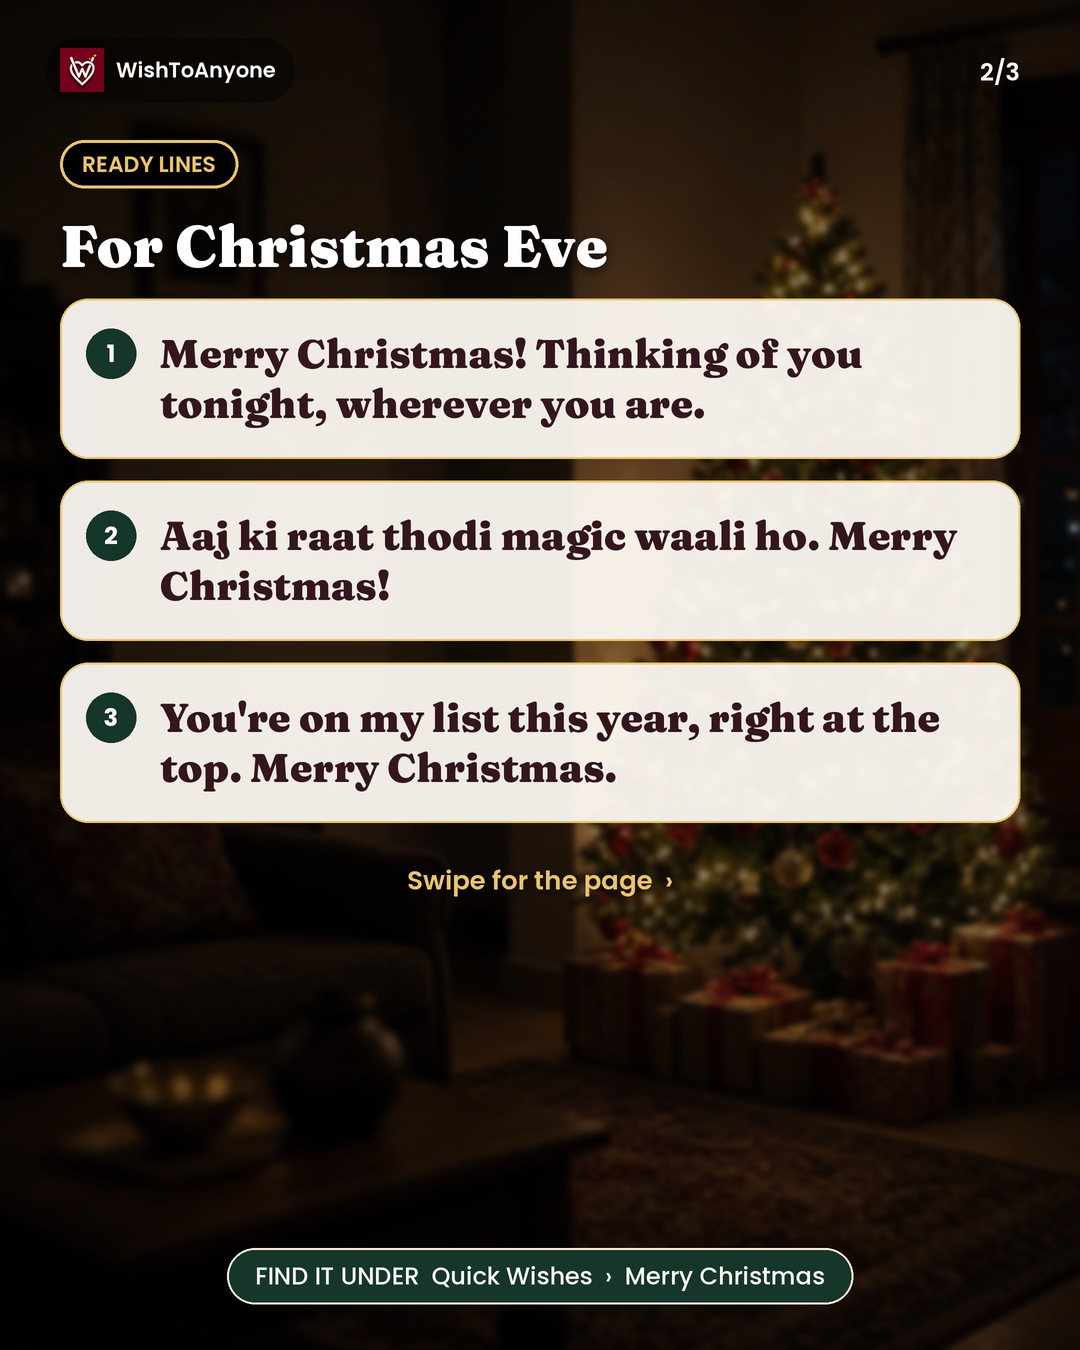 WishToAnyone
2/3
READY LINES
For Christmas Eve
1
Merry Christmas! Thinking of you
tonight, wherever you are.
2
Aaj ki raat thodi magic waali ho. Merry
Christmas!
3
You're on my list this year, right at the
top. Merry Christmas.
Swipe for the page ›
FIND IT UNDER Quick Wishes › Merry Christmas